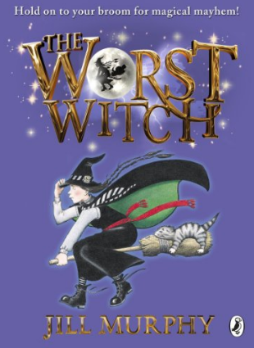 Hold on to your broom for magical mayhem!
THE
WORST
WITCH
JILL MURPHY